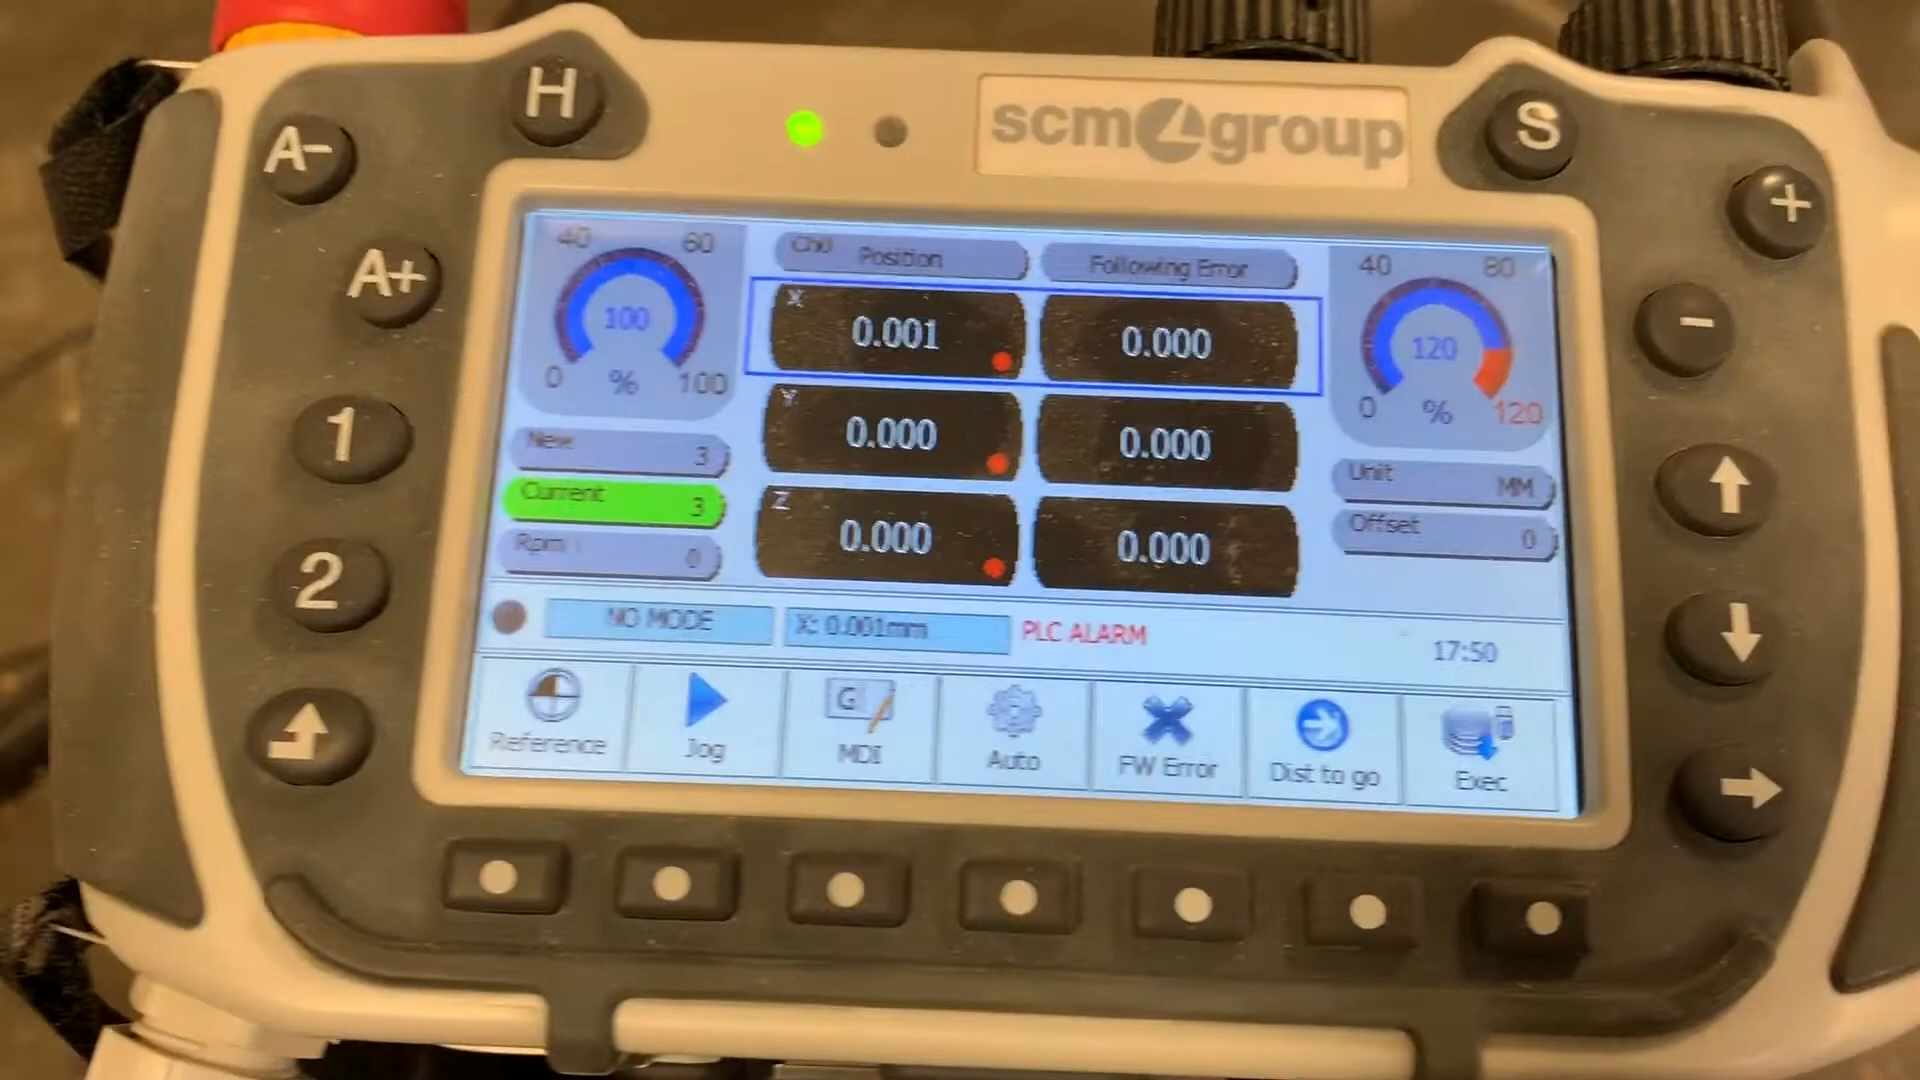 H
scm group
S
A-
+
A+
-
1
2
40 60
100
0 % 100
Ch0 Position
Following Error
40 80
120
0 % 120
X 0.001
0.000
Y 0.000
0.000
Z 0.000
0.000
New 3
Current 3
Rpm 0
Unit MM
Offset 0
NO MODE
X: 0.001mm
PLC ALARM
17:50
Reference
Jog
G
MDI
Auto
FW Error
Dist to go
Exec